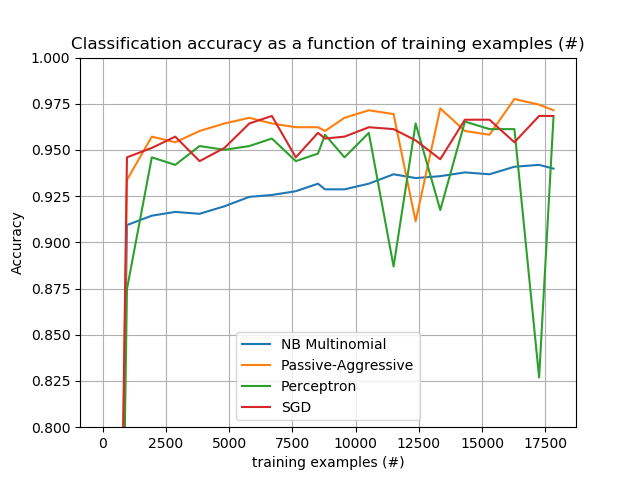 Classification accuracy as a function of training examples (#)
1.000
0.975
0.950
0.925
0.900
0.875
0.850
0.825
0.800
Accuracy
NB Multinomial
Passive-Aggressive
Perceptron
SGD
0 2500 5000 7500 10000 12500 15000 17500
training examples (#)